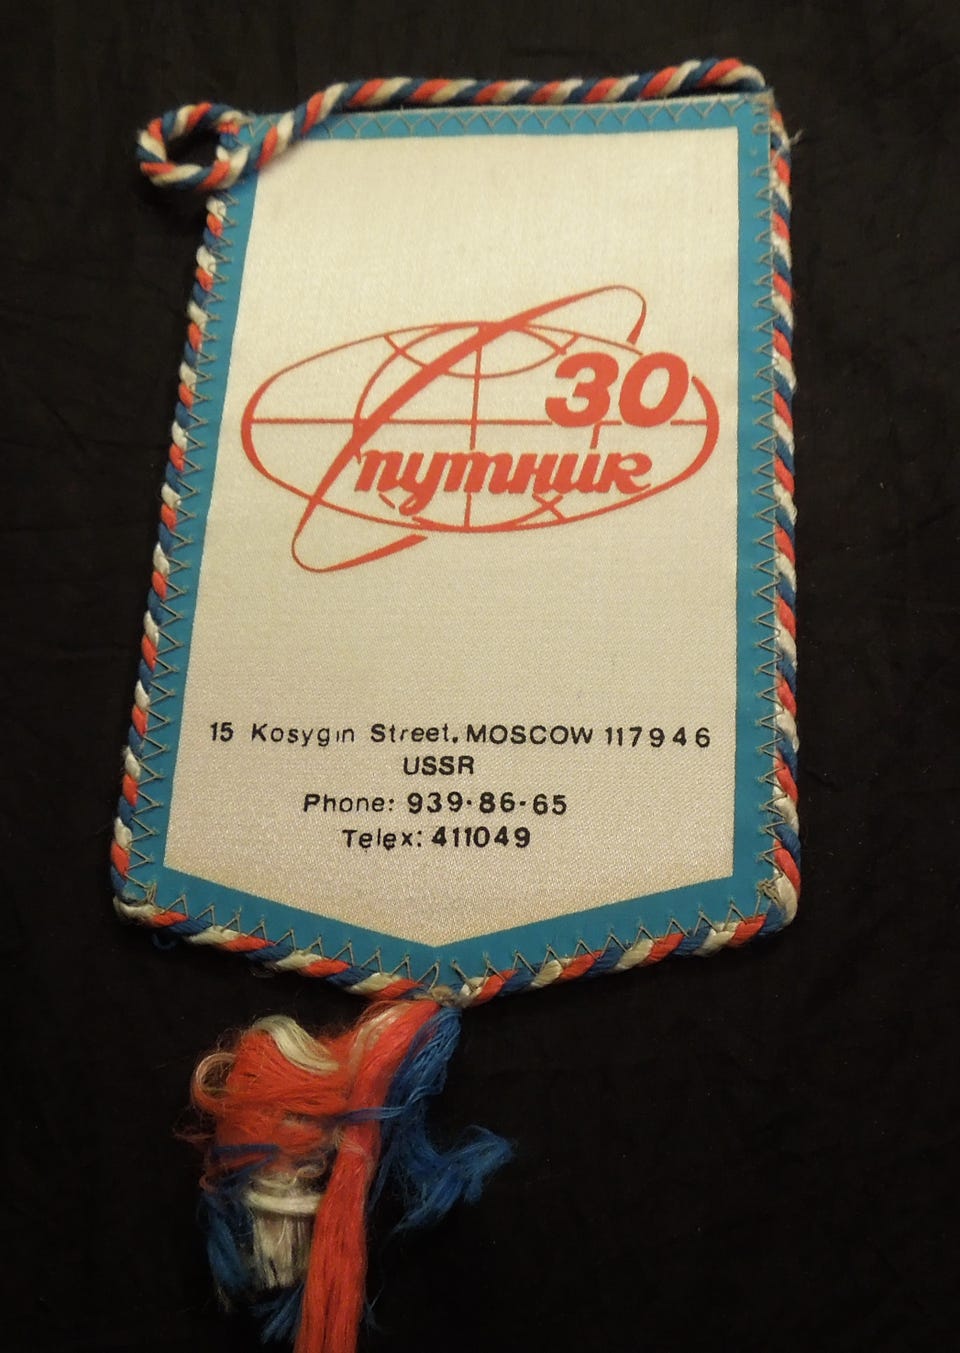 30
Спутник
15 Kosygin Street, MOSCOW 117946
USSR
Phone: 939-86-65
Telex: 411049